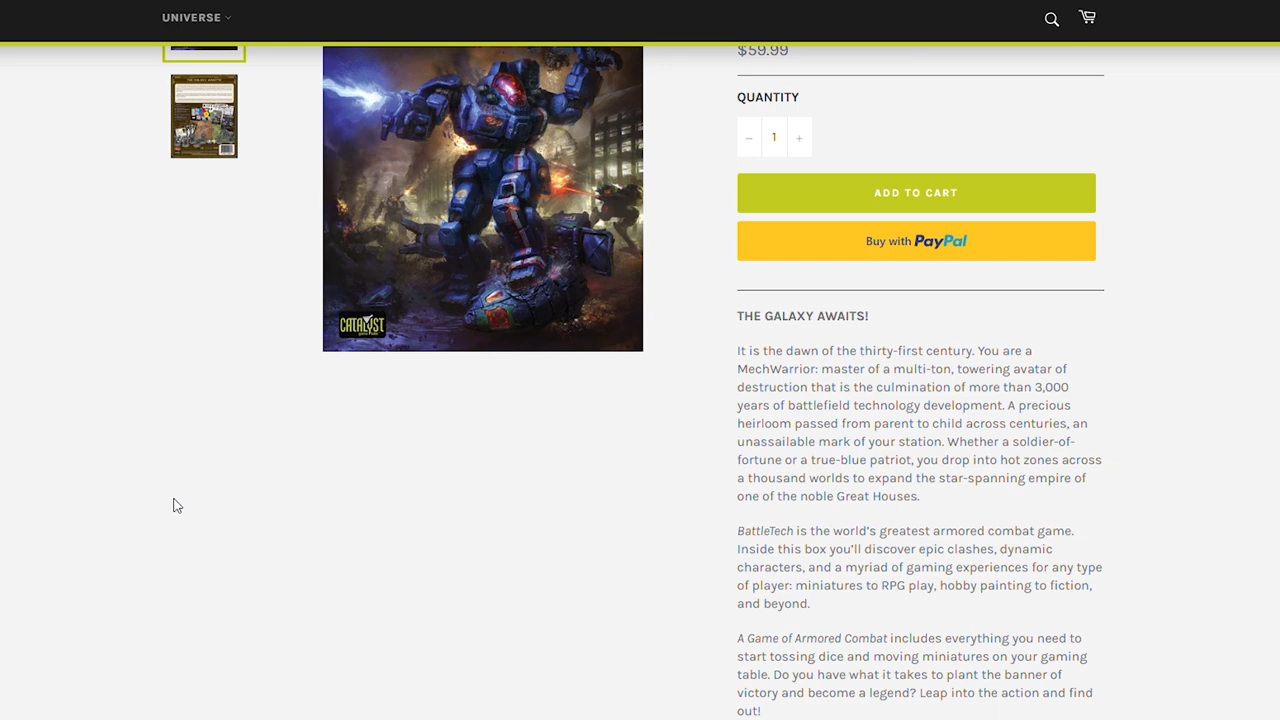 UNIVERSE
$59.99
QUANTITY
1
ADD TO CART
Buy with PayPal
THE GALAXY AWAITS!
It is the dawn of the thirty-first century. You are a
MechWarrior: master of a multi-ton, towering avatar of
destruction that is the culmination of more than 3,000
years of battlefield technology development. A precious
heirloom passed from parent to child across centuries, an
unassailable mark of your station. Whether a soldier-of-
fortune or a true-blue patriot, you drop into hot zones across
a thousand worlds to expand the star-spanning empire of
one of the noble Great Houses.
BattleTech is the world's greatest armored combat game.
Inside this box you'll discover epic clashes, dynamic
characters, and a myriad of gaming experiences for any type
of player: miniatures to RPG play, hobby painting to fiction,
and beyond.
A Game of Armored Combat includes everything you need to
start tossing dice and moving miniatures on your gaming
table. Do you have what it takes to plant the banner of
victory and become a legend? Leap into the action and find
out!
CATALYST